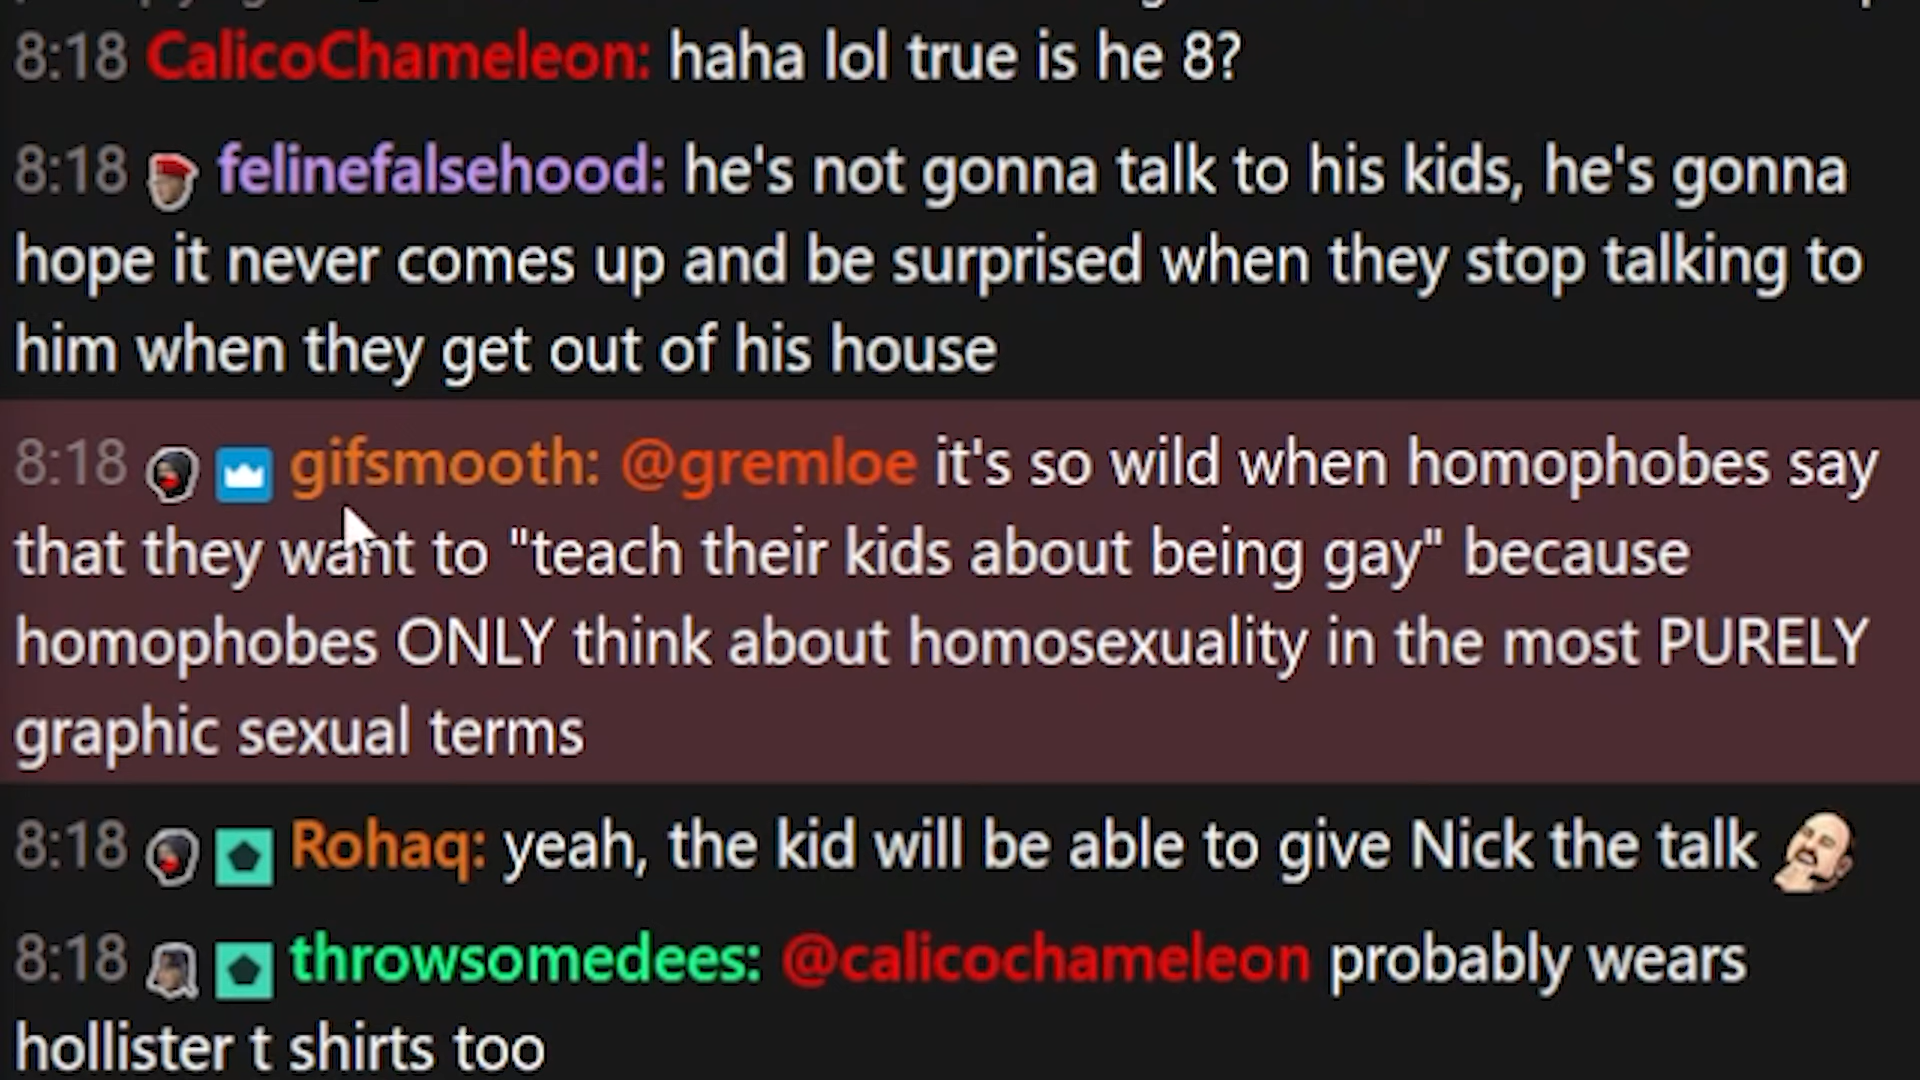 8:18 CalicoChameleon: haha lol true is he 8?
8:18 felinefalsehood: he's not gonna talk to his kids, he's gonna
hope it never comes up and be surprised when they stop talking to
him when they get out of his house
8:18 gifsmooth: @gremloe it's so wild when homophobes say
that they want to "teach their kids about being gay" because
homophobes ONLY think about homosexuality in the most PURELY
graphic sexual terms
8:18 Rohaq: yeah, the kid will be able to give Nick the talk
8:18 throwsomedees: @calicochameleon probably wears
hollister t shirts too